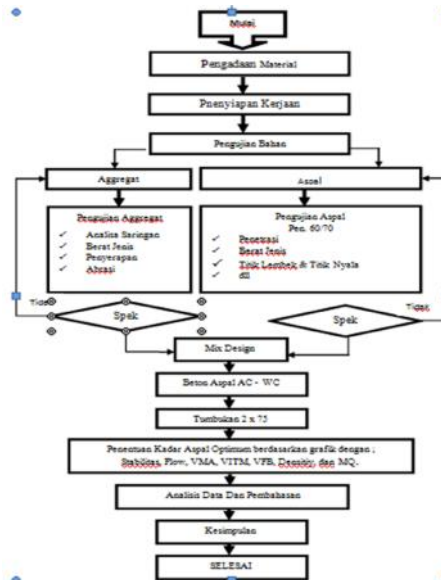 Mulai
Pengadaan Material
Pnenyiapan Kerjaan
Pengujian Bahan
Aggregat
Aspal
Pengujian Aggregat
Analisa Saringan
Berat Jenis
Penyerapan
Abrasi
Pengujian Aspal
Pen. 60/70
Penetrasi
Berat Jenis
Titik Lembek & Titik Nyala
dll
Tidak
Spek
Tidak
Spek
Mix Design
Beton Aspal AC - WC
Tumbukan 2 x 75
Penentuan Kadar Aspal Optimum berdasarkan grafik dengan ;
Stabilitas, Flow, VMA, VITM, VFB, Densitiy, dan MQ.
Analisis Data Dan Pembahasan
Kesimpulan
SELESAI